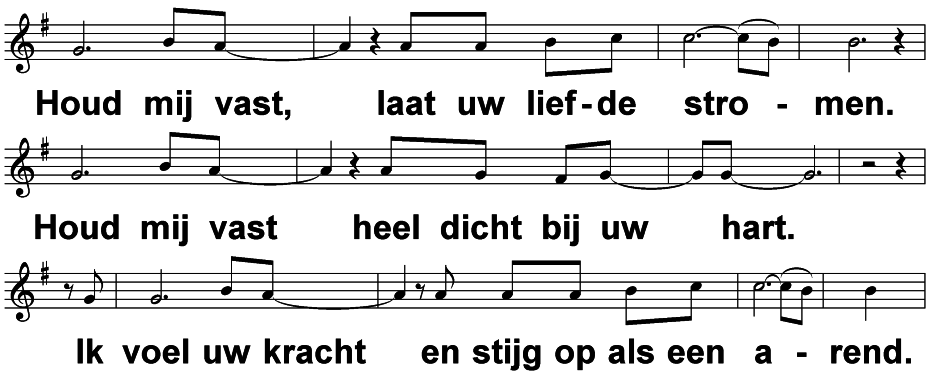 Houd mij vast, laat uw lief-de stro - men.
Houd mij vast heel dicht bij uw hart.
Ik voel uw kracht en stijg op als een a - rend.